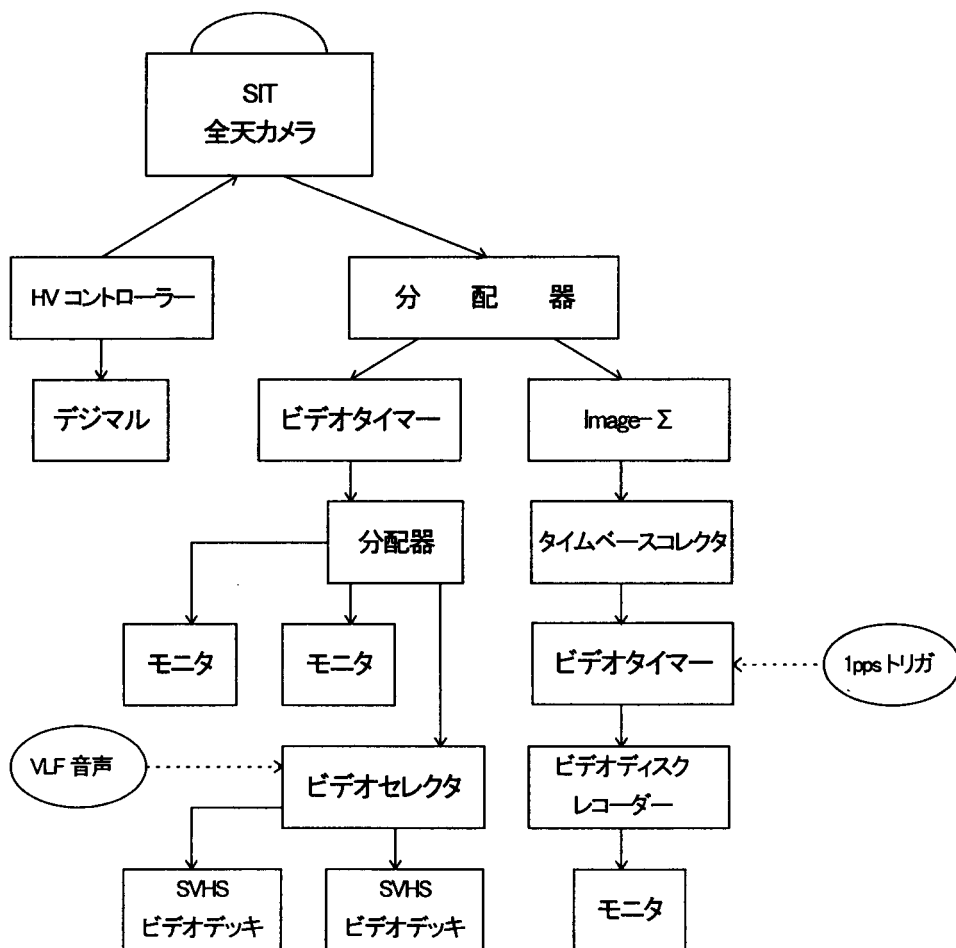 SIT
全天カメラ
HV コントローラー
分 配 器
デジマル
ビデオタイマー
Image-Σ
分配器
タイムベースコレクタ
モニタ
モニタ
ビデオタイマー
1pps トリガ
VLF 音声
ビデオセレクタ
ビデオディスク
レコーダー
SVHS
ビデオデッキ
SVHS
ビデオデッキ
モニタ